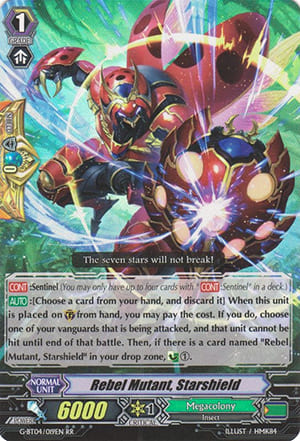 1
GRADE
0
The seven stars will not break!
CONT:Sentinel (You may only have up to four cards with " CONT:Sentinel" in a deck.)
AUTO:[Choose a card from your hand, and discard it] When this unit
is placed on G from hand, you may pay the cost. If you do, choose
one of your vanguards that is being attacked, and that unit cannot be
hit until end of that battle. Then, if there is a card named "Rebel
Mutant, Starshield" in your drop zone, 1.
NORMAL
UNIT
Rebel Mutant, Starshield
POWER
6000
1
CRITICAL
Megacolony
Insect
G-BT04/019EN RR
ILLUST / HMK84